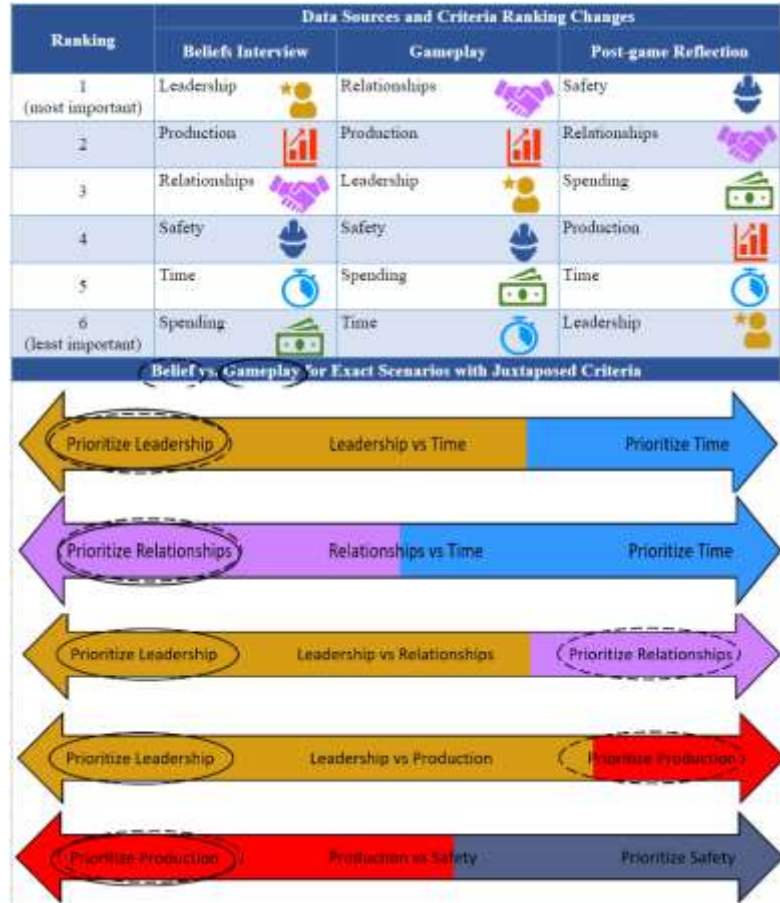 Data Sources and Criteria Ranking Changes
Ranking
Beliefs Interview Gameplay Post-game Reflection
1
(most important)
Leadership Relationships Safety
2 Production Production Relationships
3 Relationships Leadership Spending
4 Safety Safety Production
5 Time Spending Time
6
(least important)
Spending Time Leadership
Belief vs. Gameplay for Exact Scenarios with Juxtaposed Criteria
Prioritize Leadership Leadership vs Time Prioritize Time
Prioritize Relationships Relationships vs Time Prioritize Time
Prioritize Leadership Leadership vs Relationships Prioritize Relationships
Prioritize Leadership Leadership vs Production Prioritize Production
Prioritize Production Production vs Safety Prioritize Safety